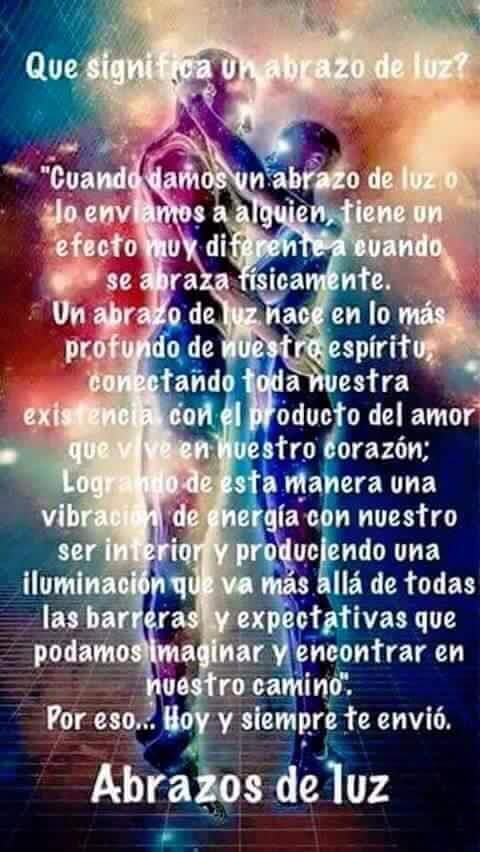 Que significa un abrazo de luz?
"Cuando damos un abrazo de luz o
lo enviamos a alguien, tiene un
efecto muy diferente a cuando
se abraza físicamente.
Un abrazo de luz nace en lo más
profundo de nuestro espíritu,
conectando toda nuestra
existencia, con el producto del amor
que vive en nuestro corazón;
Logrando de esta manera una
vibración de energía con nuestro
ser interior y produciendo una
iluminación que va más allá de todas
las barreras y expectativas que
podamos imaginar y encontrar en
nuestro camino".
Por eso... Hoy y siempre te envió.
Abrazos de luz